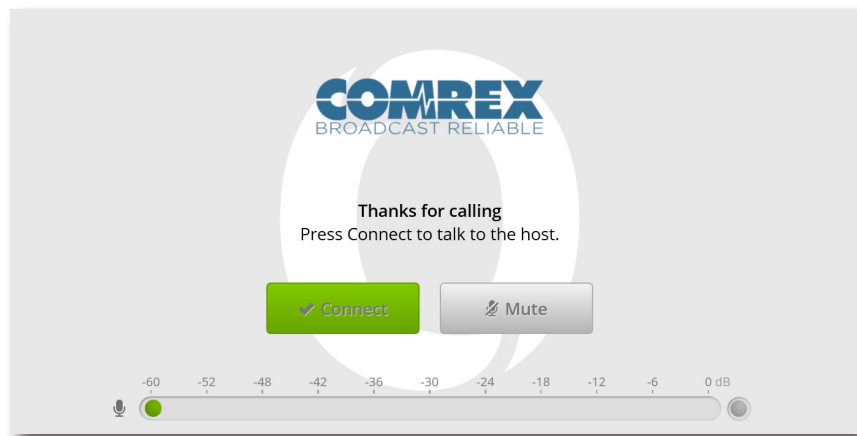 COMREX
BROADCAST RELIABLE
Thanks for calling
Press Connect to talk to the host.
Connect Mute
-60 -52 -48 -42 -36 -30 -24 -18 -12 -6 0 dB